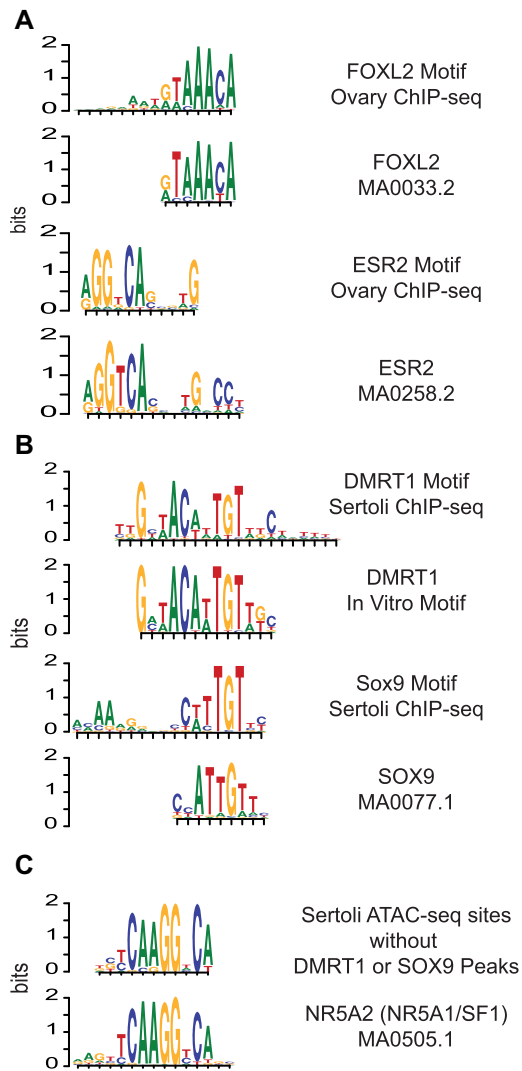 A
2
1
0
FOXL2 Motif
Ovary ChIP-seq
2
1
0
FOXL2
MA0033.2
bits
2
1
0
ESR2 Motif
Ovary ChIP-seq
2
1
0
ESR2
MA0258.2
B
2
1
0
DMRT1 Motif
Sertoli ChIP-seq
2
1
0
DMRT1
In Vitro Motif
bits
2
1
0
Sox9 Motif
Sertoli ChIP-seq
2
1
0
SOX9
MA0077.1
C
2
1
0
Sertoli ATAC-seq sites
without
DMRT1 or SOX9 Peaks
bits
2
1
0
NR5A2 (NR5A1/SF1)
MA0505.1